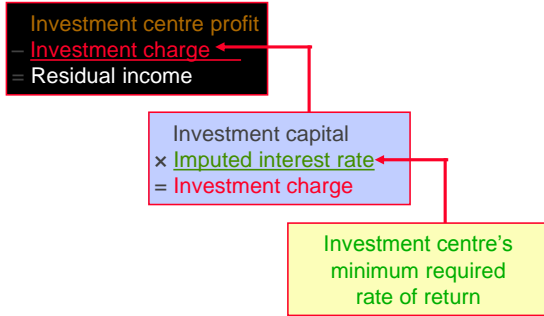 Investment centre profit
– Investment charge
= Residual income
Investment capital
× Imputed interest rate
= Investment charge
Investment centre's
minimum required
rate of return